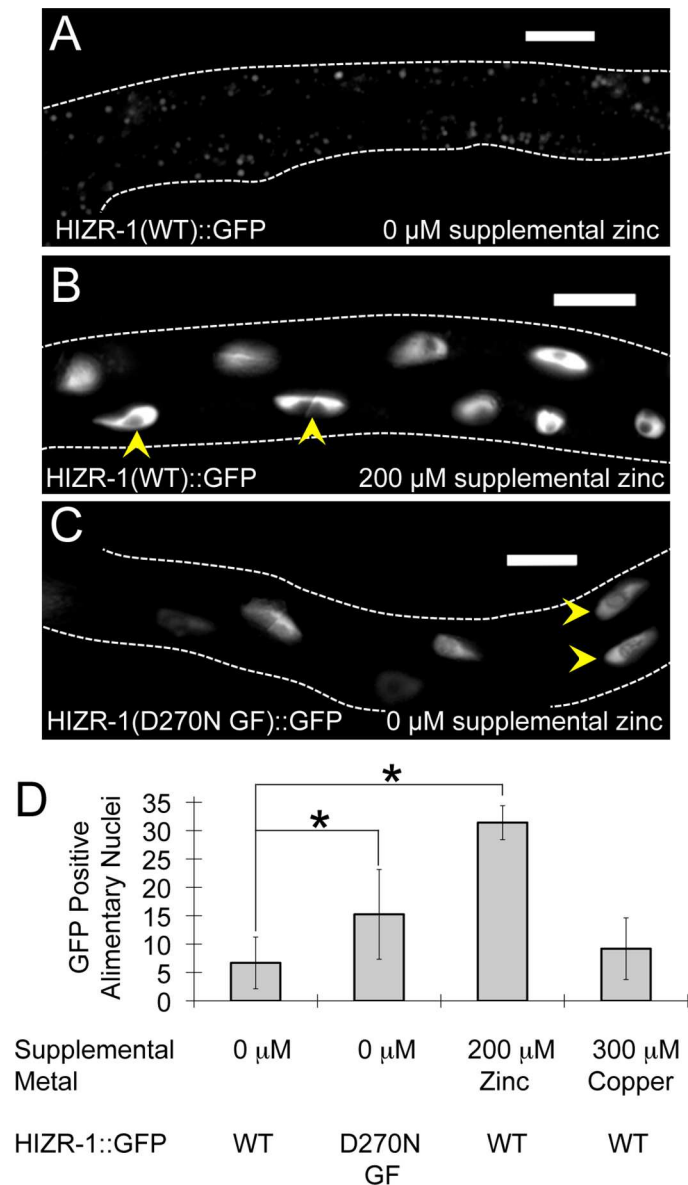 A
HIZR-1(WT)::GFP 0 µM supplemental zinc
B
HIZR-1(WT)::GFP 200 µM supplemental zinc
C
HIZR-1(D270N GF)::GFP 0 µM supplemental zinc
D
GFP Positive
Alimentary Nuclei
35
30
25
20
15
10
5
0
*
*
Supplemental 0 µM 0 µM 200 µM 300 µM
Metal Zinc Copper
HIZR-1::GFP WT D270N WT WT
GF